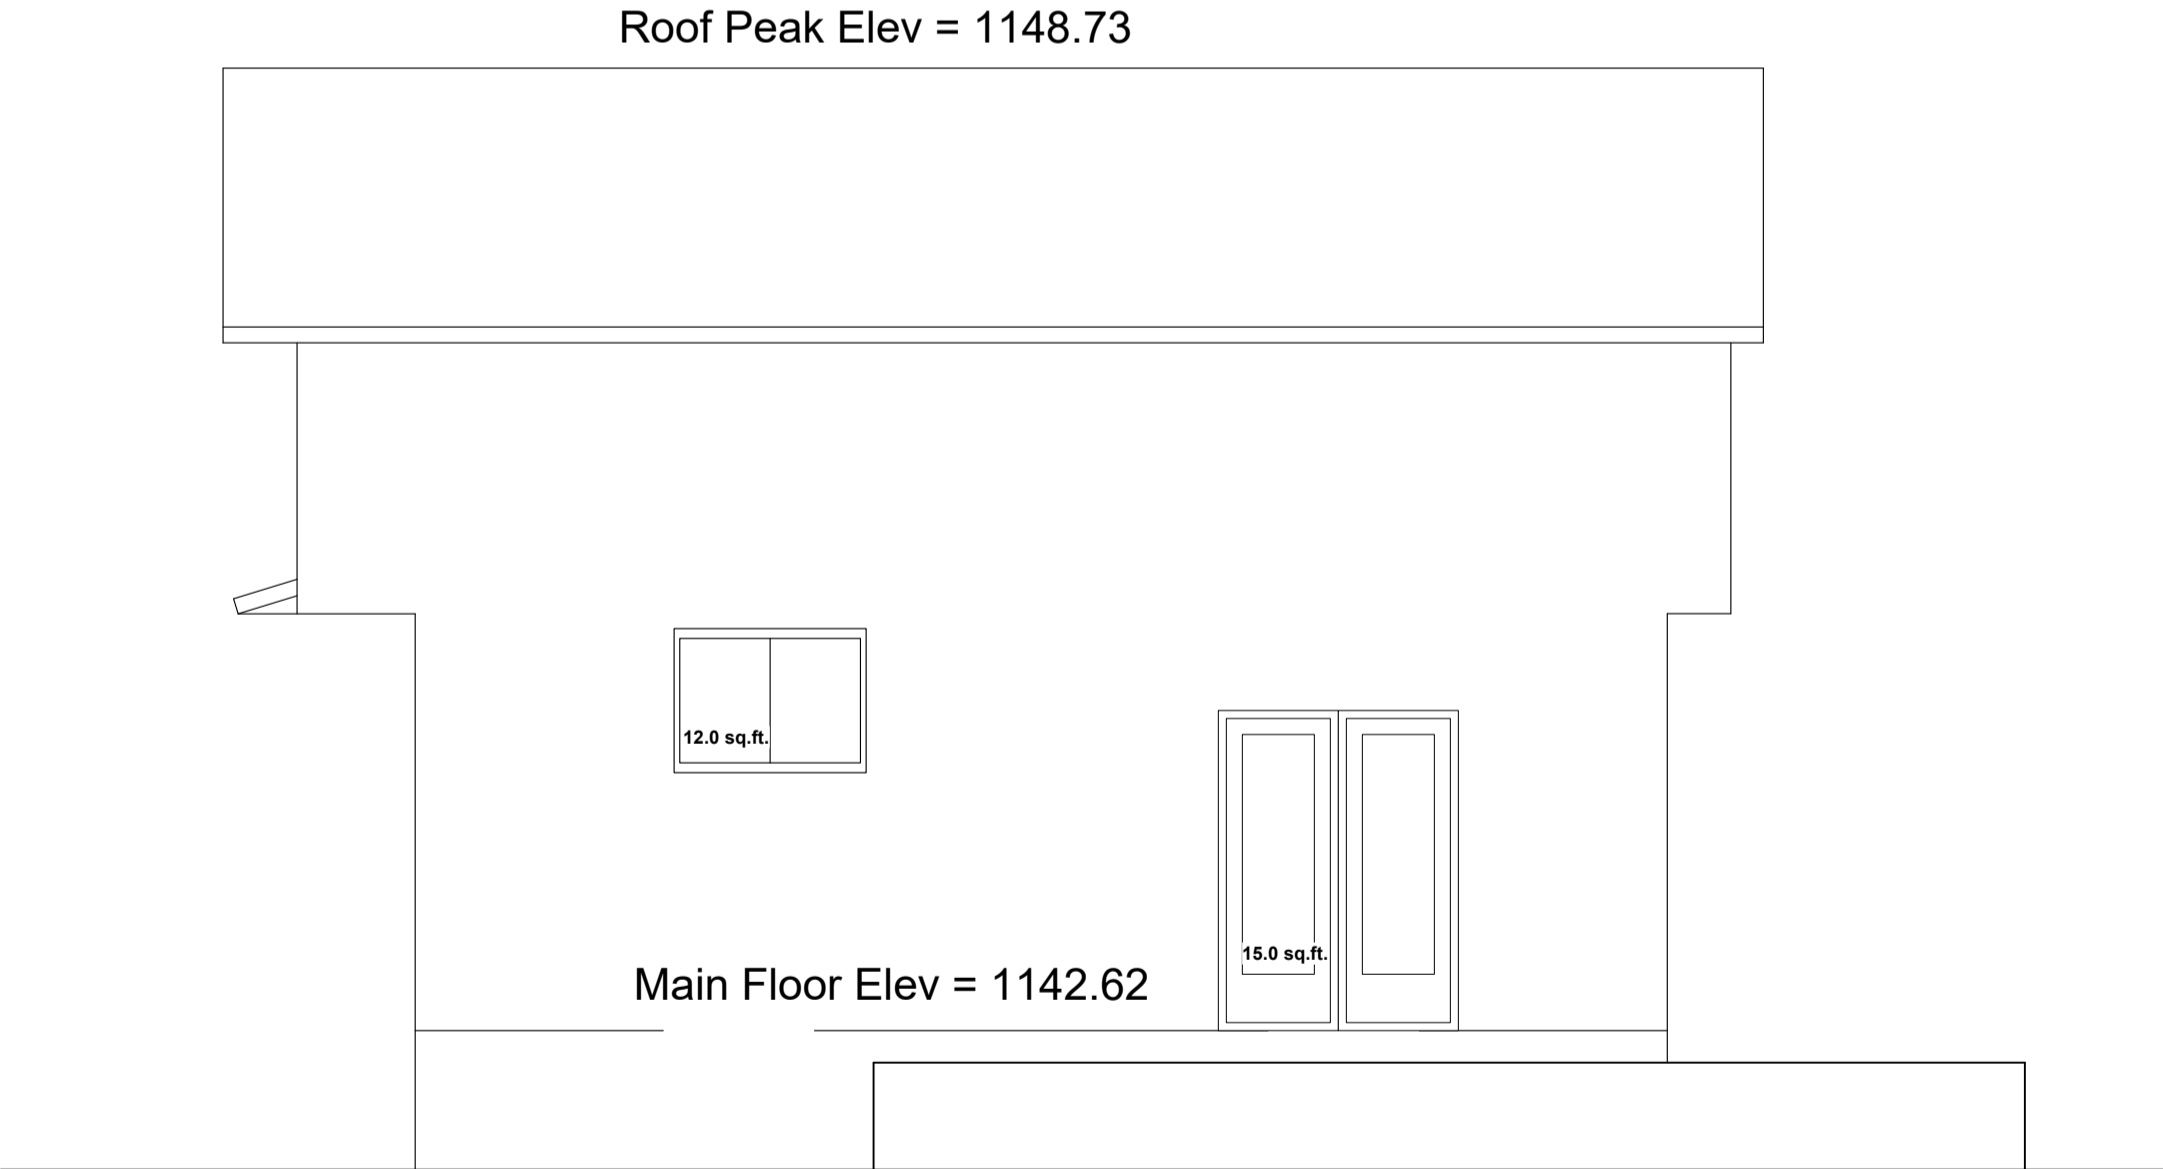 Roof Peak Elev = 1148.73
12.0 sq.ft.
15.0 sq.ft.
Main Floor Elev = 1142.62